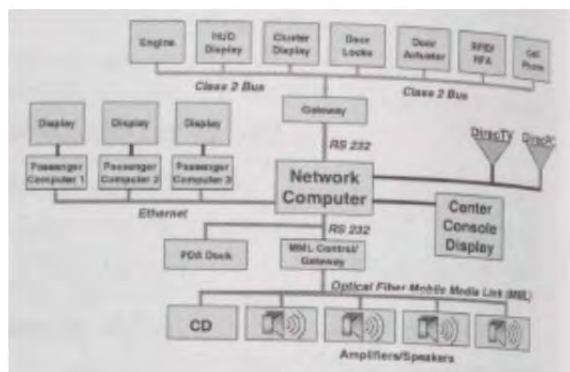 Engine
HUD
Display
Cluster
Display
Door
Locks
Door
Actuator
RFID/
RFA
Cell
Phone
Class 2 Bus
Class 2 Bus
Gateway
Display
Display
Display
RS 232
DirecTV
DirecPC
Passenger
Computer 1
Passenger
Computer 2
Passenger
Computer 3
Network
Computer
Ethernet
Center
Console
Display
RS 232
PDA Dock
MML Control/
Gateway
Optical Fiber Mobile Media Link (MML)
CD
Amplifiers/Speakers